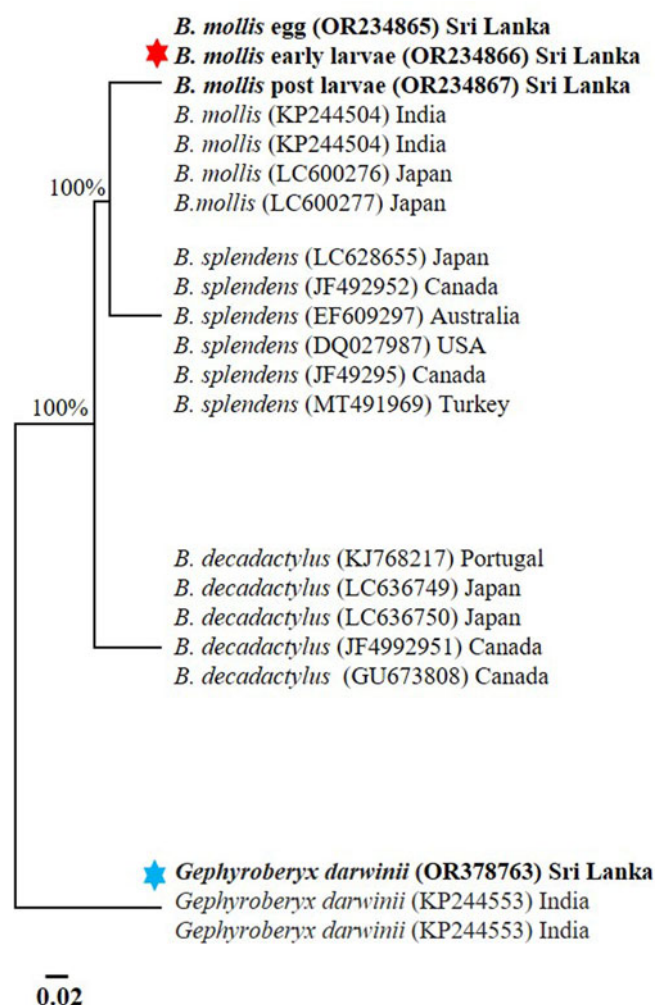 B. mollis egg (OR234865) Sri Lanka
B. mollis early larvae (OR234866) Sri Lanka
B. mollis post larvae (OR234867) Sri Lanka
B. mollis (KP244504) India
B. mollis (KP244504) India
B. mollis (LC600276) Japan
B.mollis (LC600277) Japan
100%
B. splendens (LC628655) Japan
B. splendens (JF492952) Canada
B. splendens (EF609297) Australia
B. splendens (DQ027987) USA
B. splendens (JF49295) Canada
B. splendens (MT491969) Turkey
100%
B. decadactylus (KJ768217) Portugal
B. decadactylus (LC636749) Japan
B. decadactylus (LC636750) Japan
B. decadactylus (JF4992951) Canada
B. decadactylus (GU673808) Canada
Gephyroberyx darwinii (OR378763) Sri Lanka
Gephyroberyx darwinii (KP244553) India
Gephyroberyx darwinii (KP244553) India
0.02